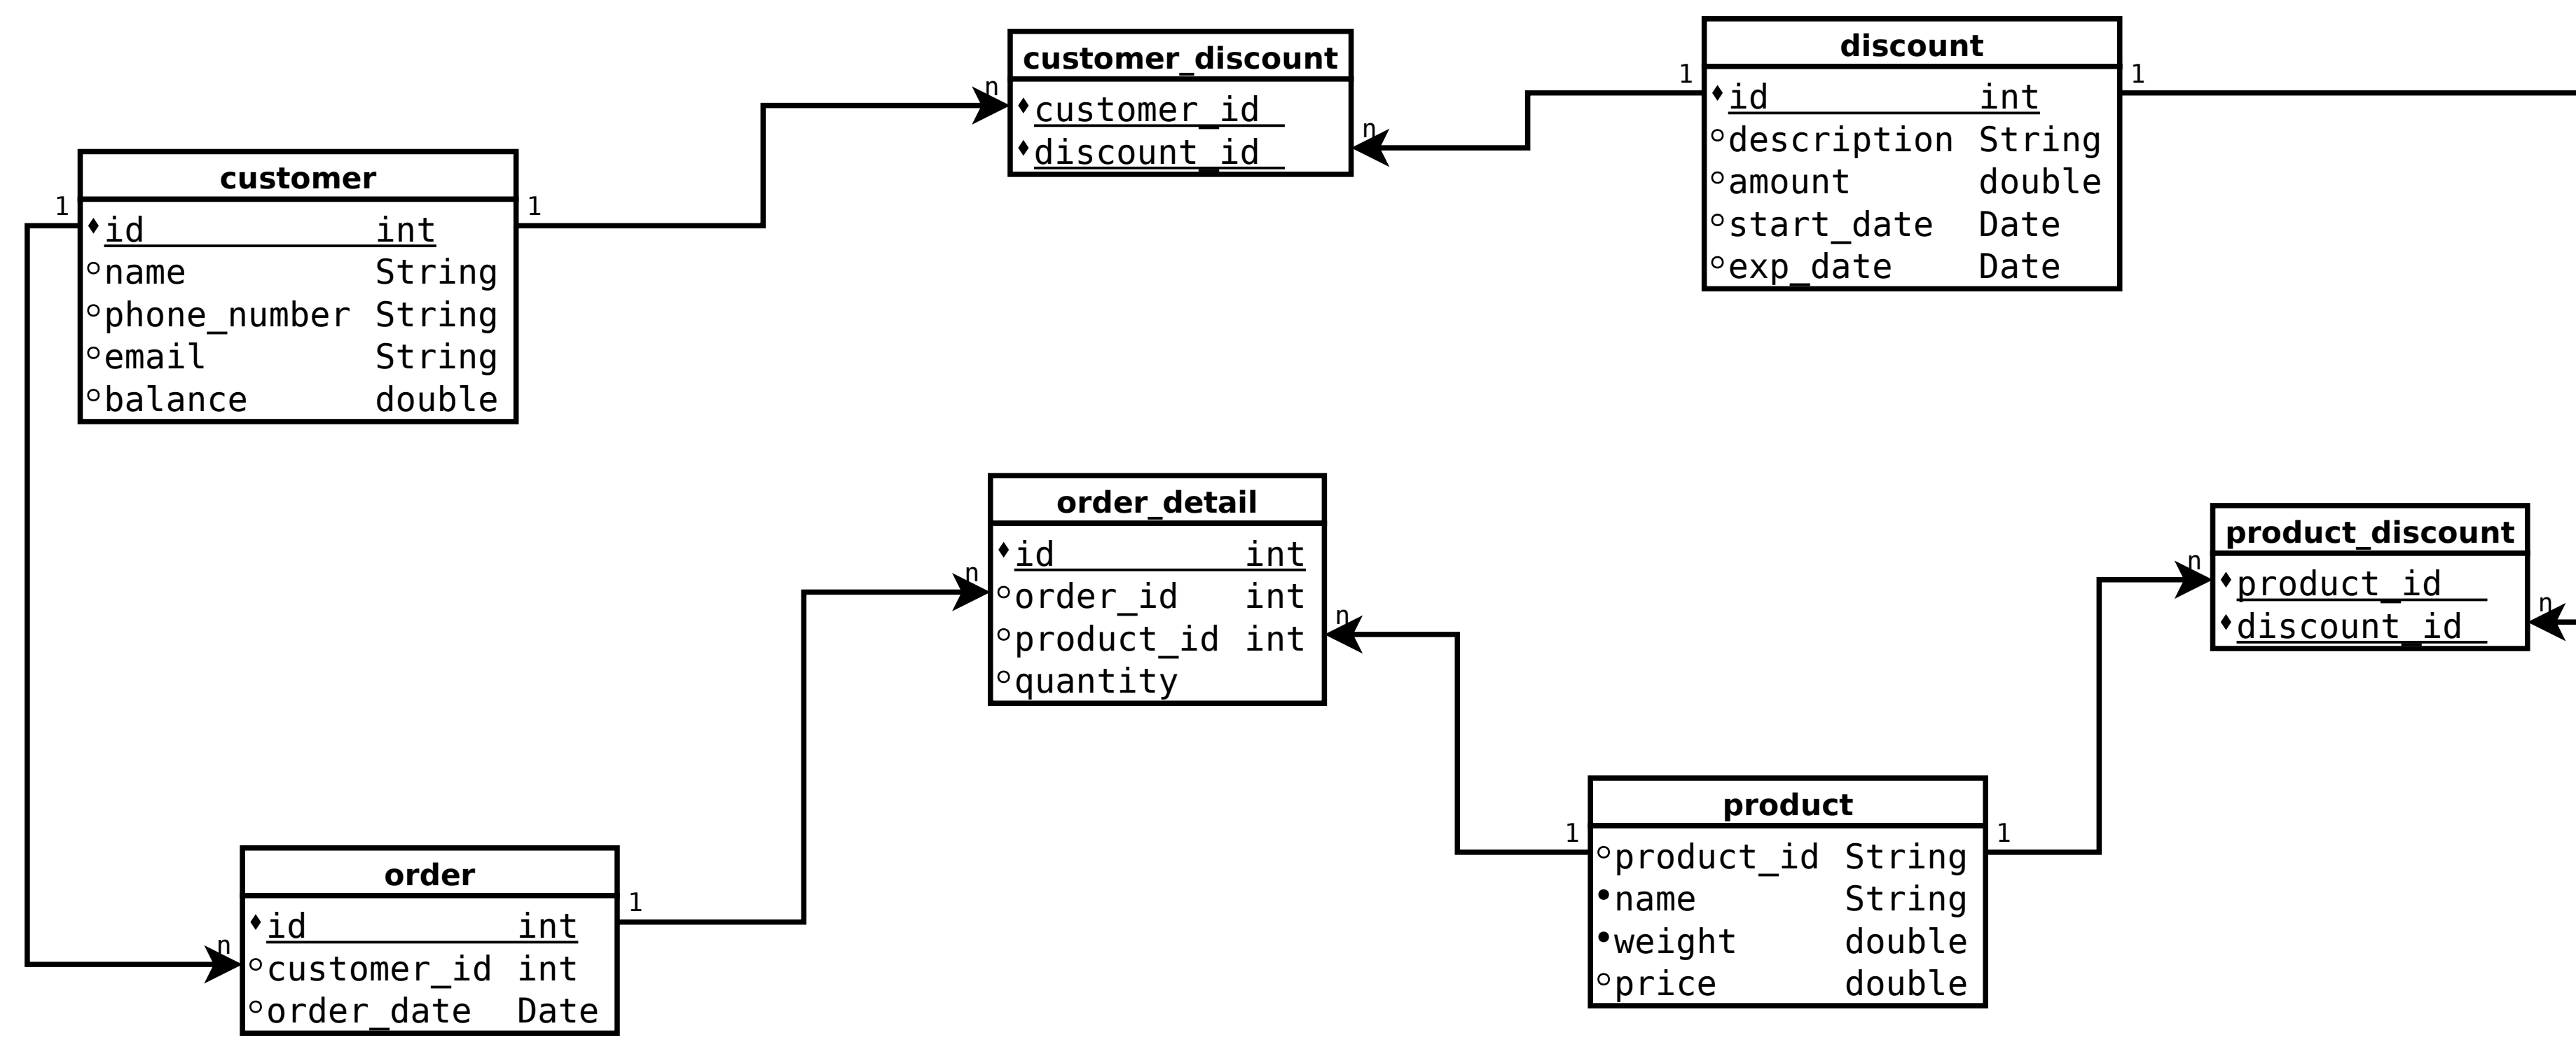 customer_discount
n
customer_id
n
discount_id
discount
1
1
id int
description String
amount double
start_date Date
exp_date Date
customer
1
1
id int
name String
phone_number String
email String
balance double
order_detail
id int
n
order_id int
n
product_id int
quantity
product_discount
n
product_id
n
discount_id
product
1
1
product_id String
name String
weight double
price double
order
1
id int
n
customer_id int
order_date Date